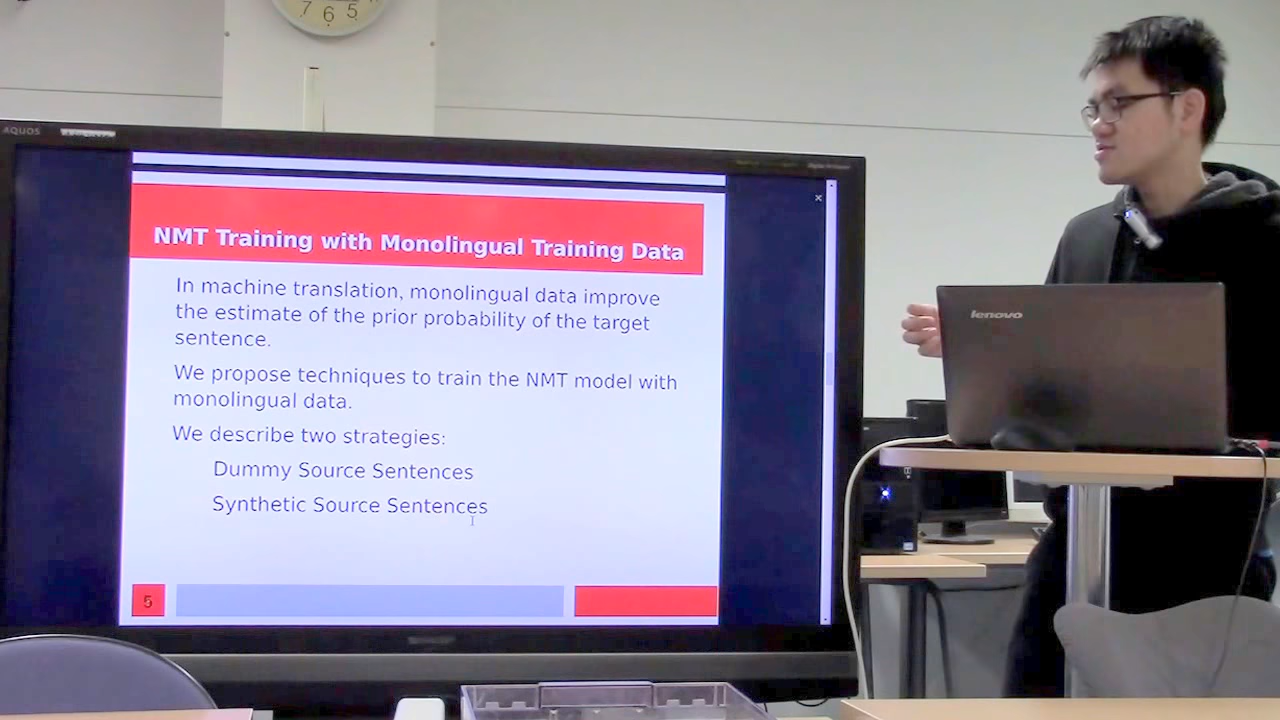 7 6 5
AQUOS
NMT Training with Monolingual Training Data
In machine translation, monolingual data improve
the estimate of the prior probability of the target
sentence.
We propose techniques to train the NMT model with
monolingual data.
We describe two strategies:
Dummy Source Sentences
Synthetic Source Sentences
5
lenovo